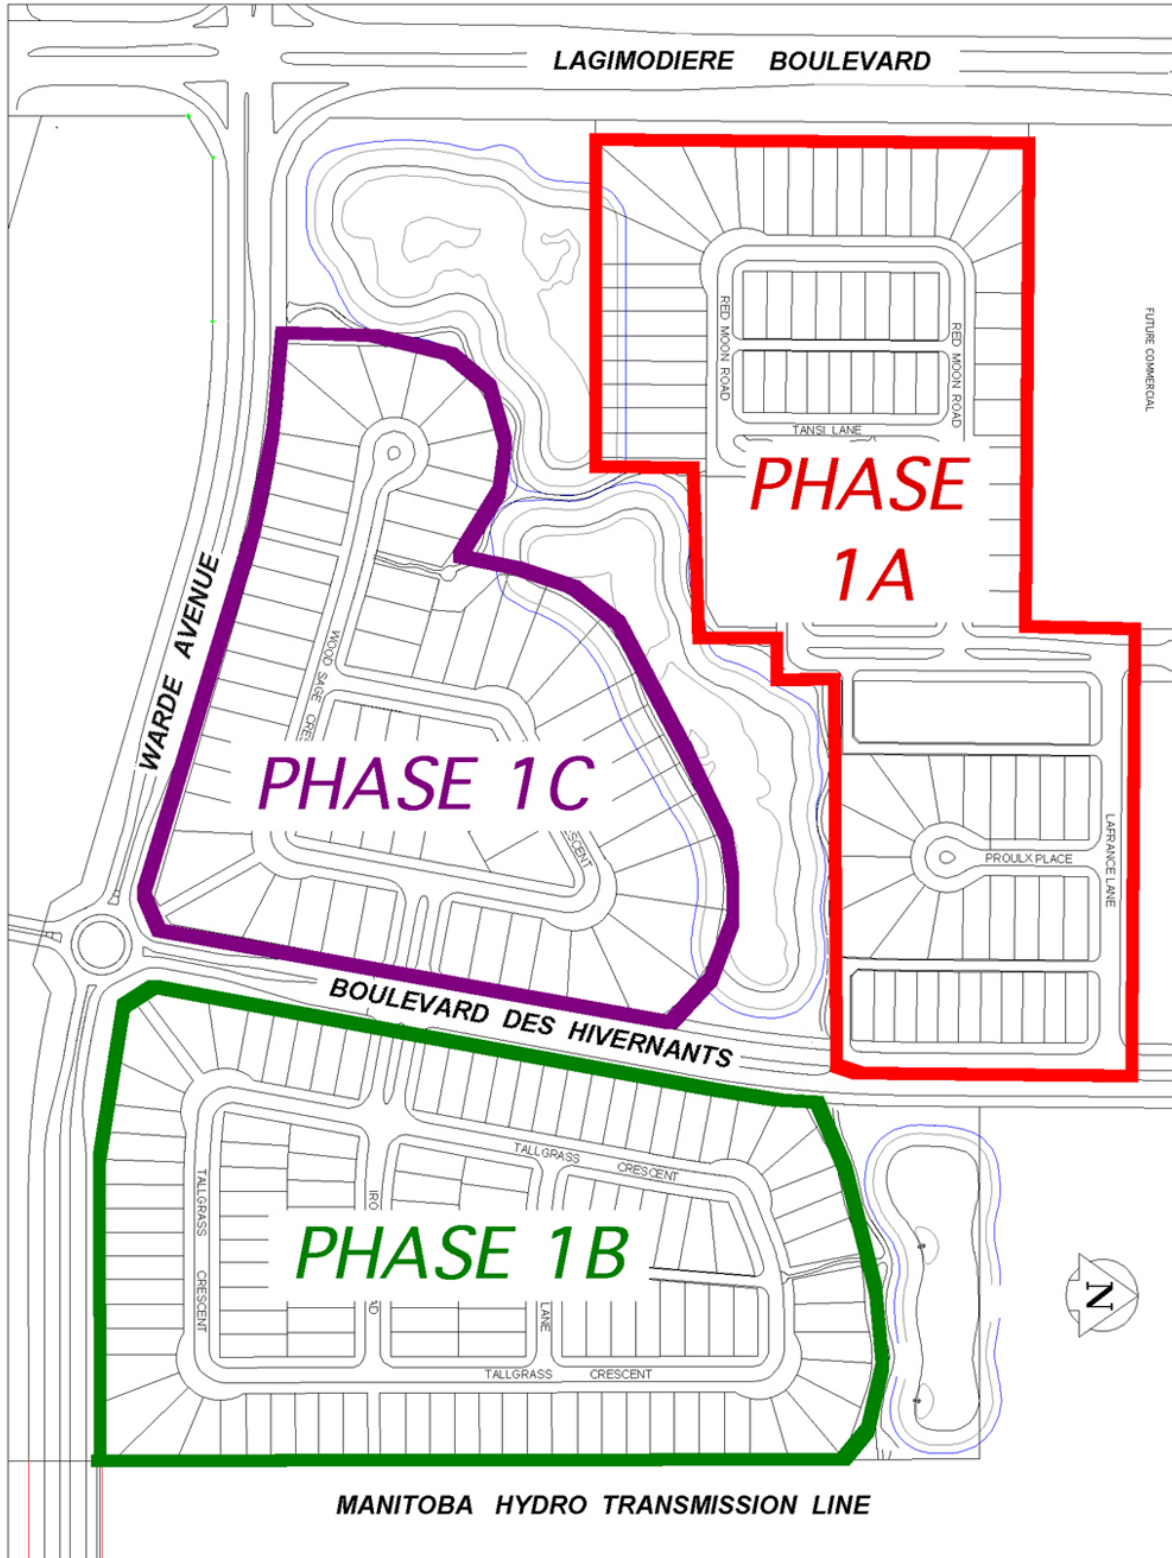 LAGIMODIERE BOULEVARD
FUTURE COMMERCIAL
RED MOON ROAD
RED MOON ROAD
TANSI LANE
PHASE
1A
WARDE AVENUE
WOOD SAGE CRES
PHASE 1C
CRESCENT
PROULX PLACE
LAFRANCE LANE
BOULEVARD DES HIVERNANTS
TALLGRASS CRESCENT
TALLGRASS CRESCENT
PHASE 1B
LANE
TALLGRASS CRESCENT
N
MANITOBA HYDRO TRANSMISSION LINE